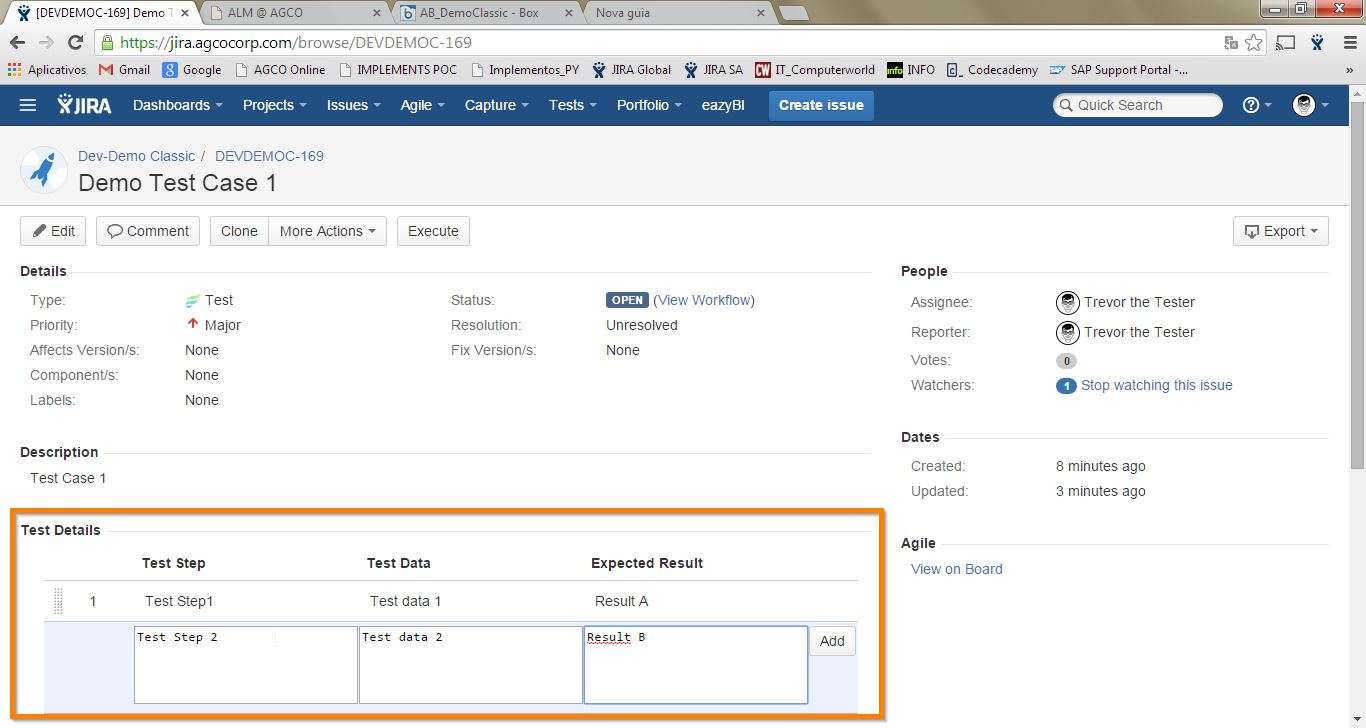 [DEVDEMOC-169] Demo T
ALM @ AGCO
AB_DemoClassic - Box
Nova guia
https://jira.agcocorp.com/browse/DEVDEMOC-169
Aplicativos Gmail Google AGCO Online IMPLEMENTS POC Implementos_PY JIRA Global JIRA SA CW IT_Computerworld info INFO c_ Codecademy SAP Support Portal -... »
JIRA Dashboards Projects Issues Agile Capture Tests Portfolio eazyBI Create issue Quick Search
Dev-Demo Classic / DEVDEMOC-169
Demo Test Case 1
Edit Comment Clone More Actions Execute Export
Details
Type: Test
Status: OPEN (View Workflow)
Priority: Major
Resolution: Unresolved
Affects Version/s: None
Fix Version/s: None
Component/s: None
Labels: None
People
Assignee: Trevor the Tester
Reporter: Trevor the Tester
Votes: 0
Watchers: 1 Stop watching this issue
Description
Test Case 1
Dates
Created: 8 minutes ago
Updated: 3 minutes ago
Agile
View on Board
Test Details
Test Step Test Data Expected Result
1 Test Step1 Test data 1 Result A
Test Step 2 Test data 2 Result B Add